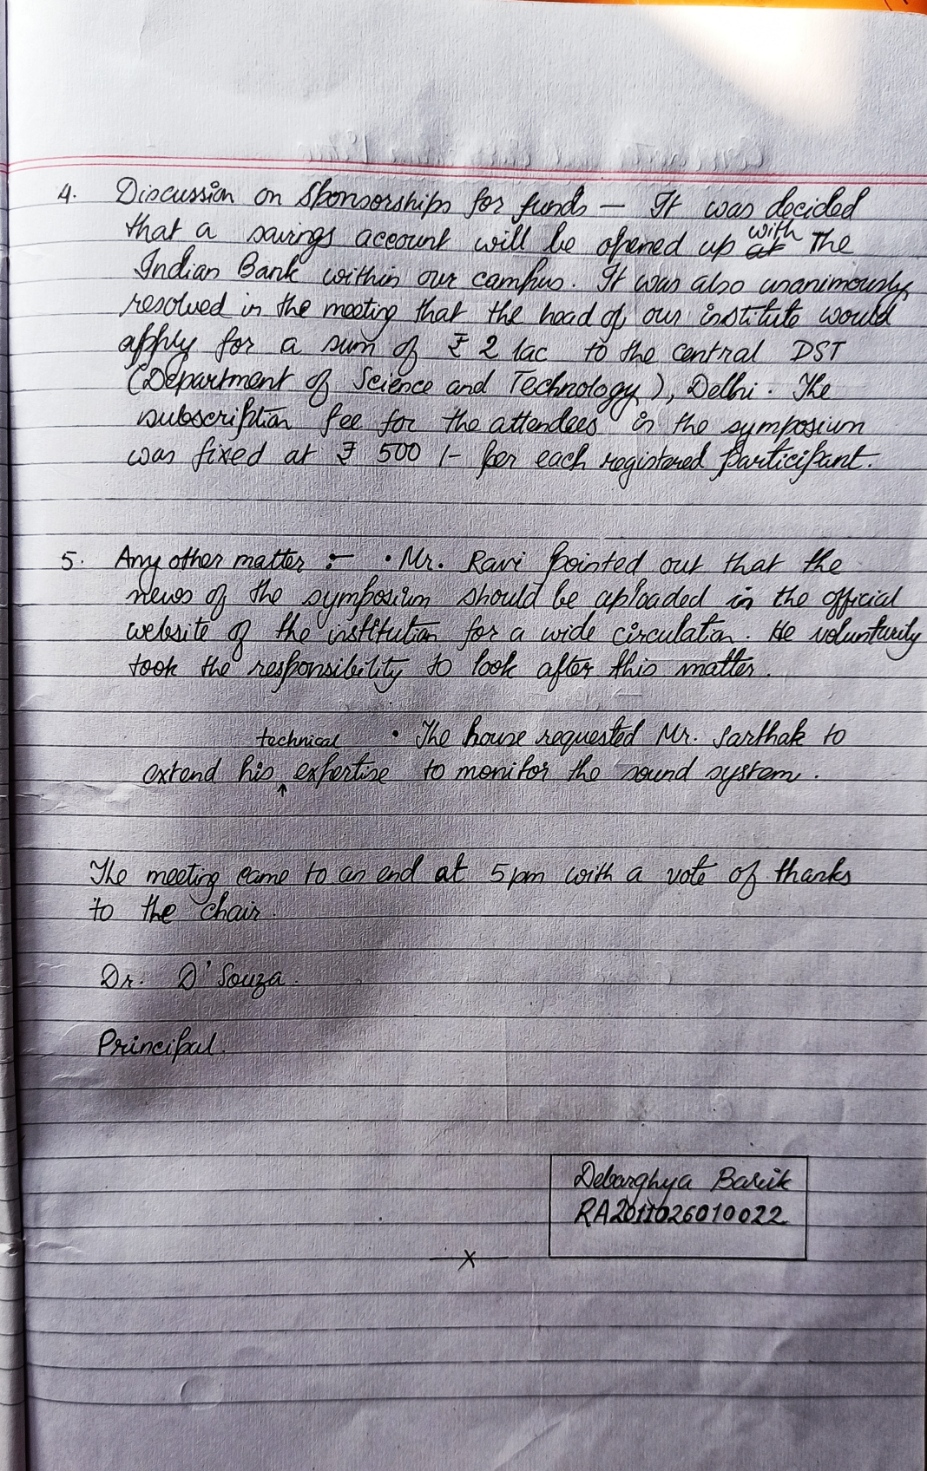 4. Discussion on Sponsorships for funds — It was decided
that a savings account will be opened up with The
Indian Bank within our campus. It was also unanimously
resolved in the meeting that the head of our institute would
apply for a sum of ₹ 2 lac to the central DST
(Department of Science and Technology), Delhi. The
subscription fee for the attendees in the symposium
was fixed at ₹ 500 /- per each registered participant.
5. Any other matter :- • Mr. Ravi pointed out that the
news of the symposium should be uploaded in the official
website of the institution for a wide circulation. He voluntarily
took the responsibility to look after this matter.
• The house requested Mr. Sarthak to
extend his technical expertise to monitor the sound system.
The meeting came to an end at 5 pm with a vote of thanks
to the chair.
Dr. D'Souza.
Principal.
Debarghya Barik
RA2011026010022
X